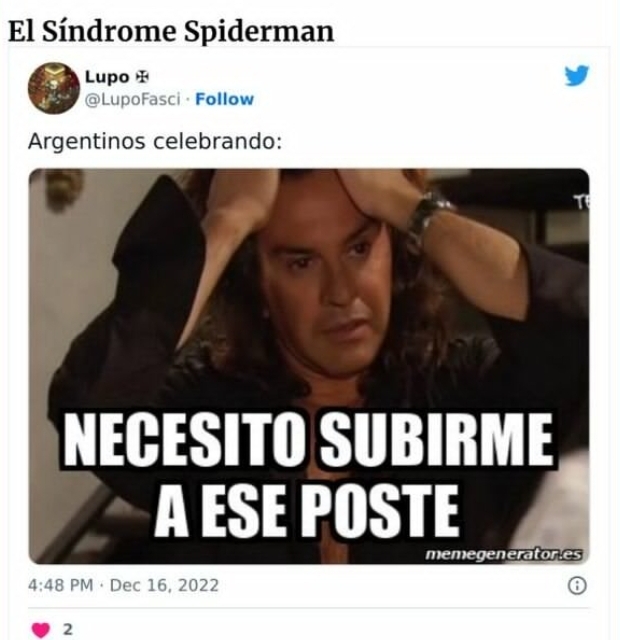 El Síndrome Spiderman
Lupo ✠
@LupoFasci · Follow
Argentinos celebrando:
TE
NECESITO SUBIRME
A ESE POSTE
memegenerator.es
4:48 PM · Dec 16, 2022
2